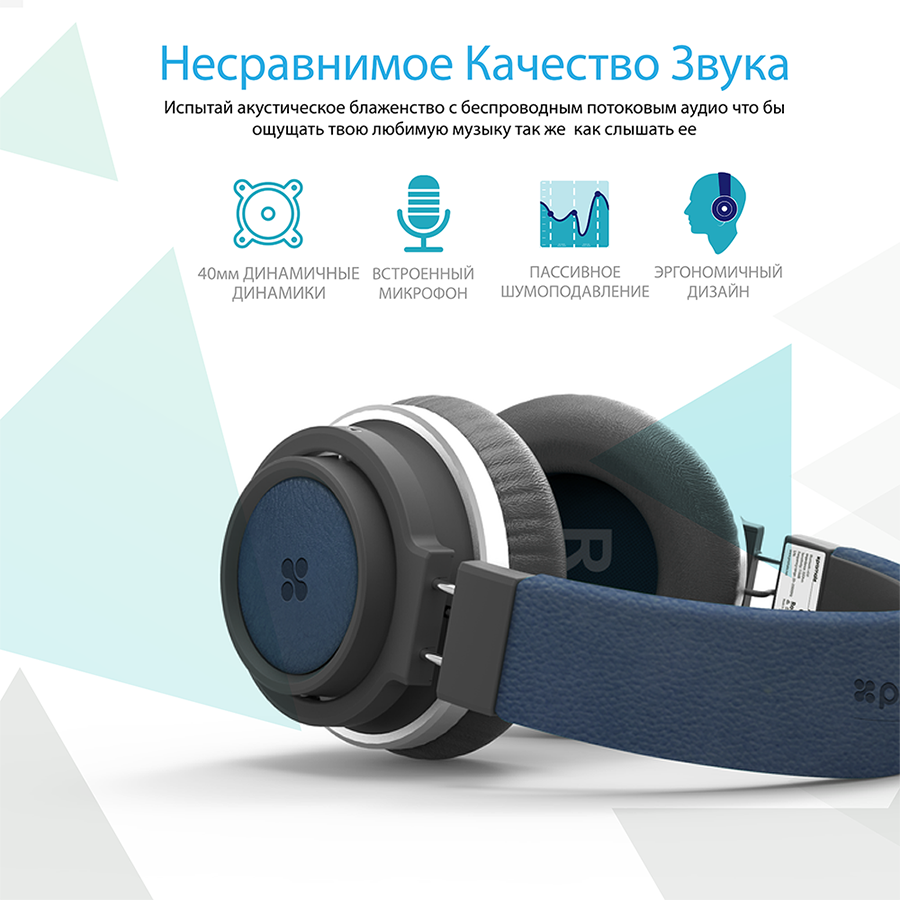 Несравнимое Качество Звука
Испытай акустическое блаженство с беспроводным потоковым аудио что бы
ощущать твою любимую музыку так же как слышать ее
40мм ДИНАМИЧНЫЕ
ДИНАМИКИ
ВСТРОЕННЫЙ
МИКРОФОН
ПАССИВНОЕ
ШУМОПОДАВЛЕНИЕ
ЭРГОНОМИЧНЫЙ
ДИЗАЙН
R